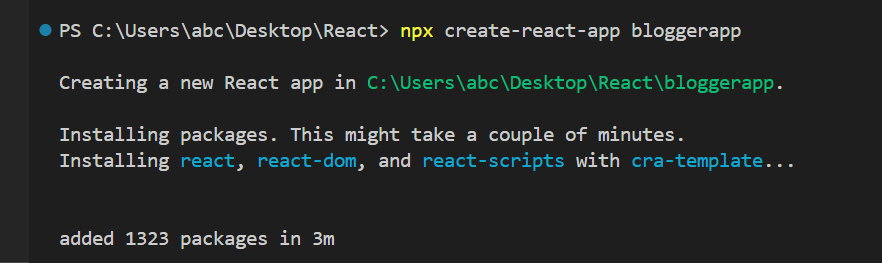 PS C:\Users\abc\Desktop\React> npx create-react-app bloggerapp
Creating a new React app in C:\Users\abc\Desktop\React\bloggerapp.
Installing packages. This might take a couple of minutes.
Installing react, react-dom, and react-scripts with cra-template...
added 1323 packages in 3m